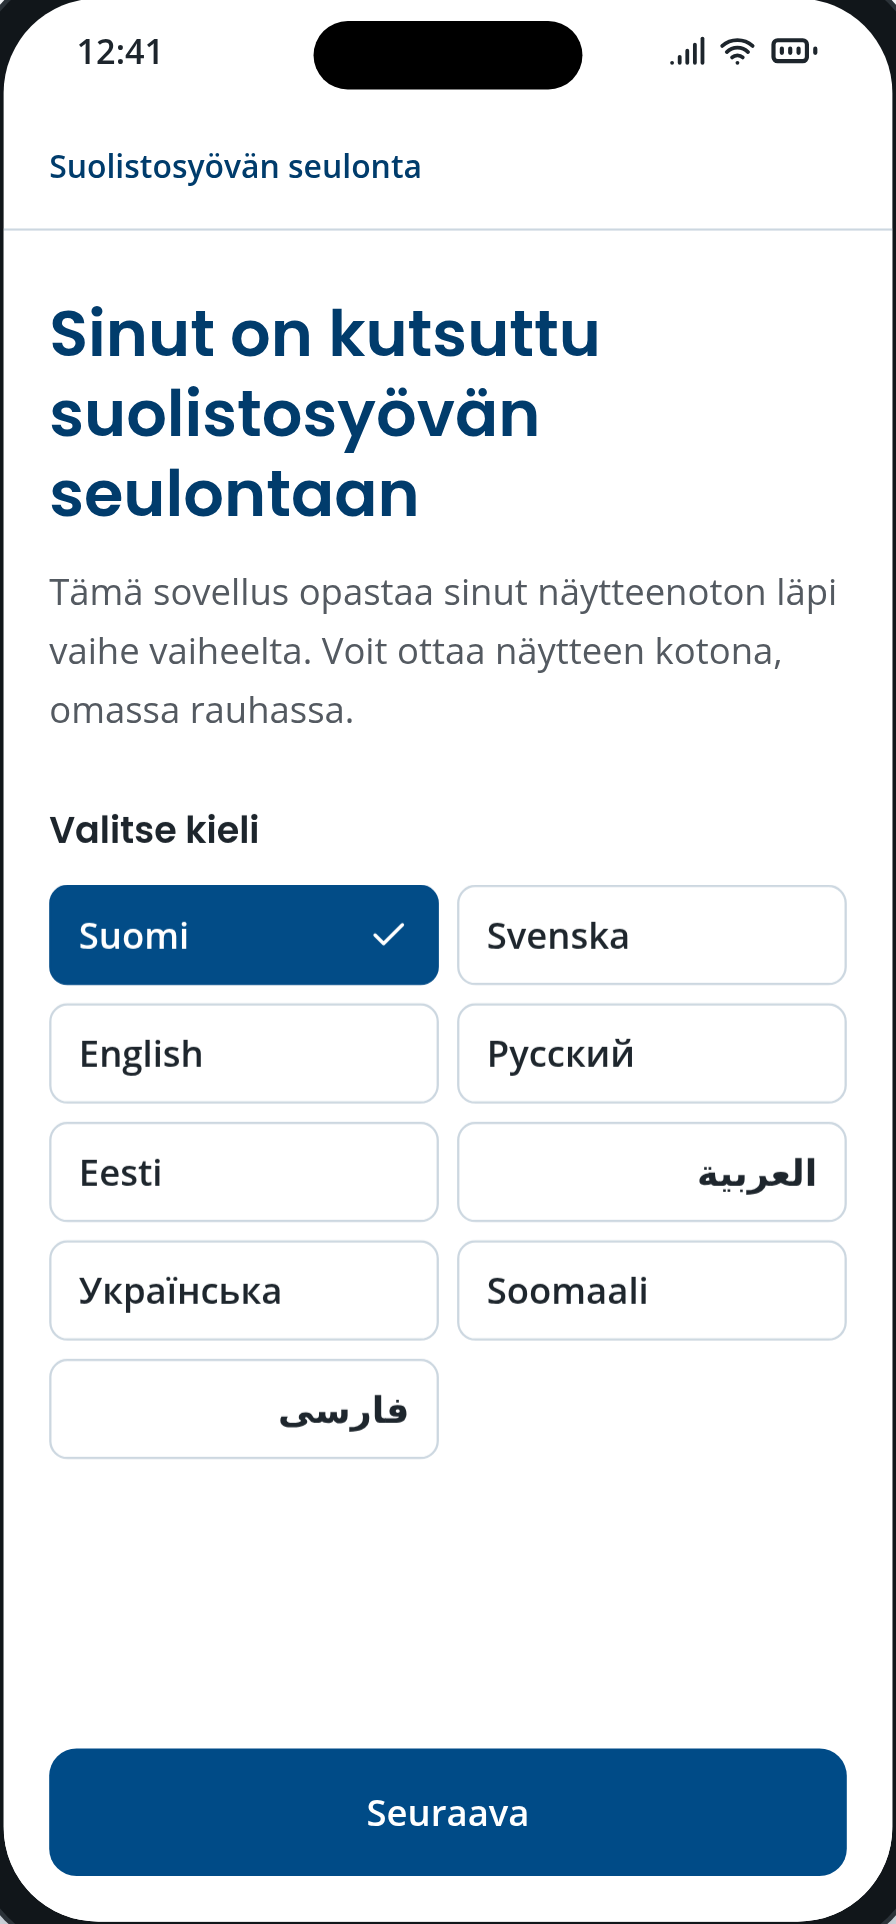 12:41
Suolistosyövän seulonta
Sinut on kutsuttu
suolistosyövän
seulontaan
Tämä sovellus opastaa sinut näytteenoton läpi
vaihe vaiheelta. Voit ottaa näytteen kotona,
omassa rauhassa.
Valitse kieli
Suomi
Svenska
English
Русский
Eesti
العربية
Українська
Soomaali
فارسی
Seuraava